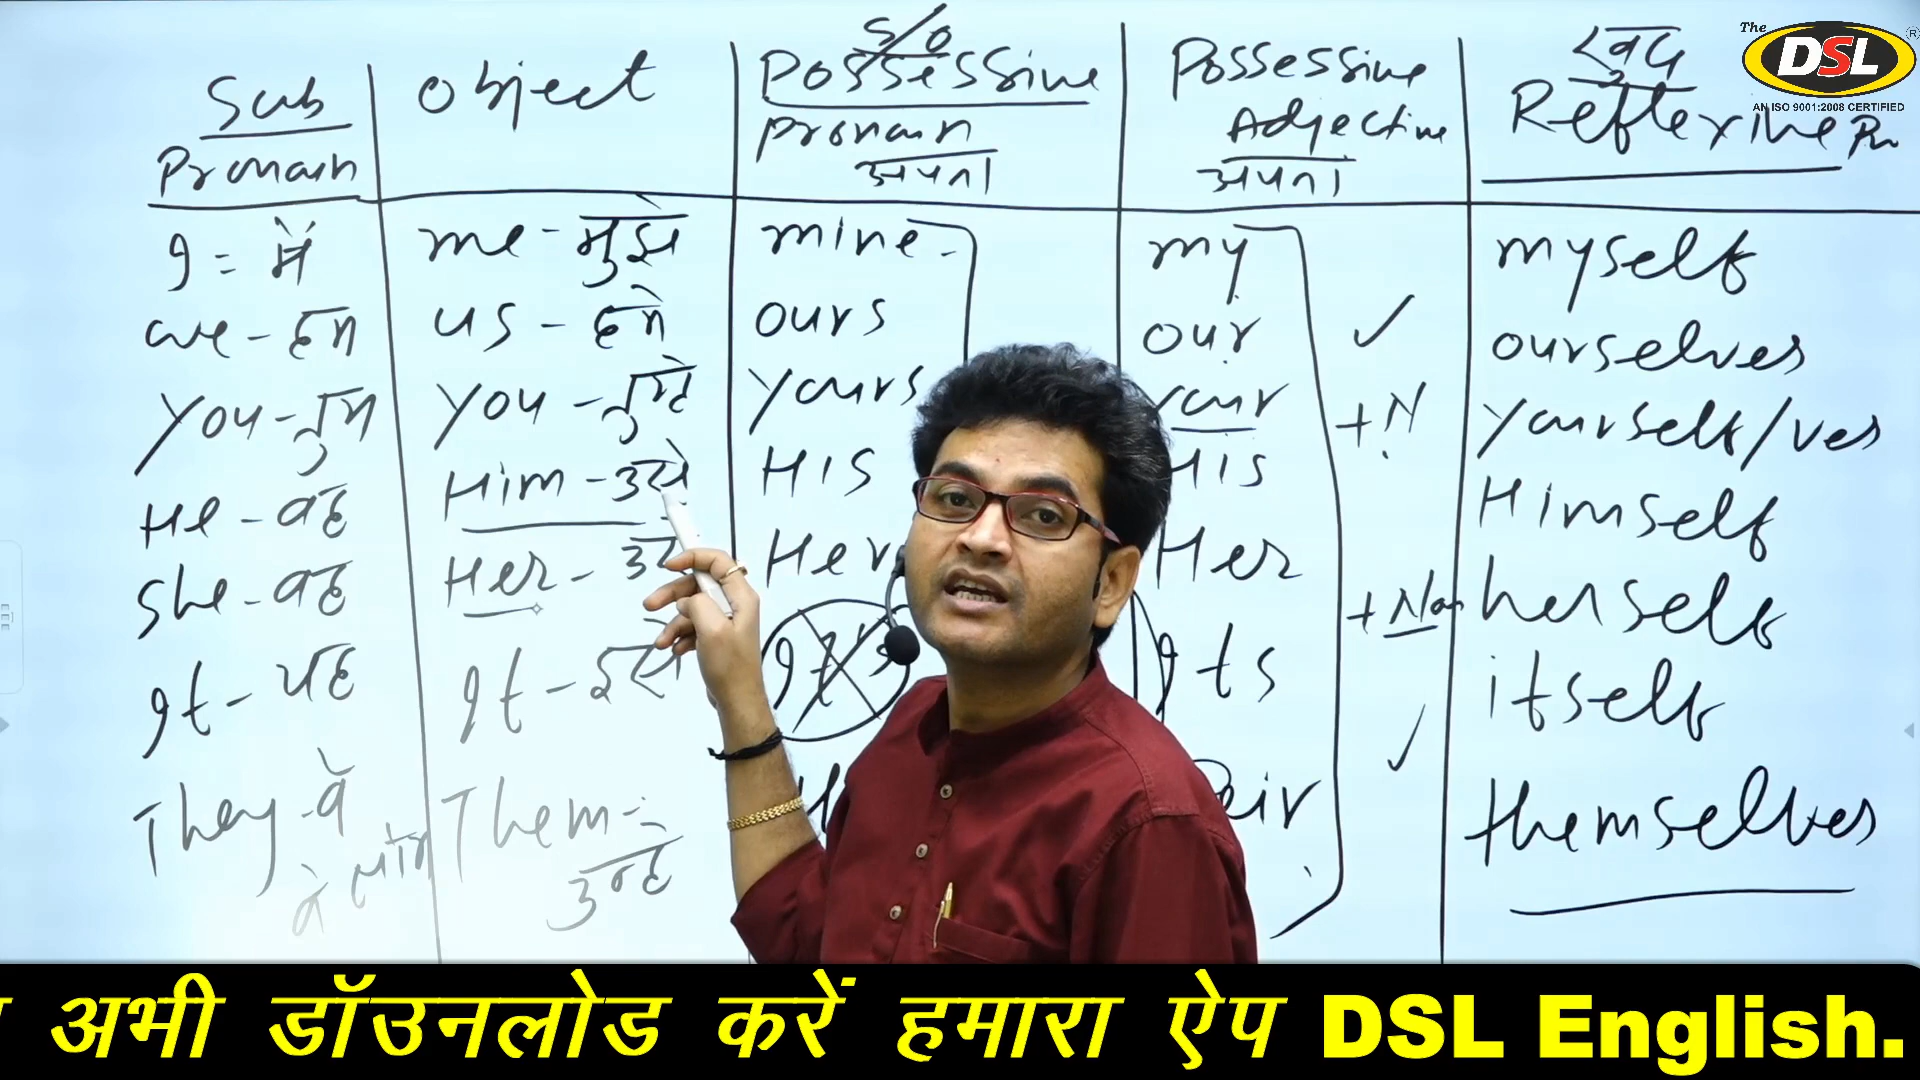 The
DSL
®
AN ISO 9001:2008 CERTIFIED
Sub
Pronoun
object
S/O
Possessive
Pronoun
अपना
Possessive
Adjective
अपना
स्वयं
Reflexive Pn
I = मैं
me - मुझे
mine -
my
myself
we - हम
us - हमें
ours
our
✓
ourselves
you - तुम
you - तुम्हें
yours
your
+ N
yourself/ves
He - वह
Him - उसे
His
His
Himself
She - वह
Her -
Her
+ Noun
herself
It - यह
It - इसे
Its
Its
itself
They - वे
वे लोग
Them -
उन्हें
✓
themselves
अभी डॉउनलोड करें हमारा ऐप DSL English.